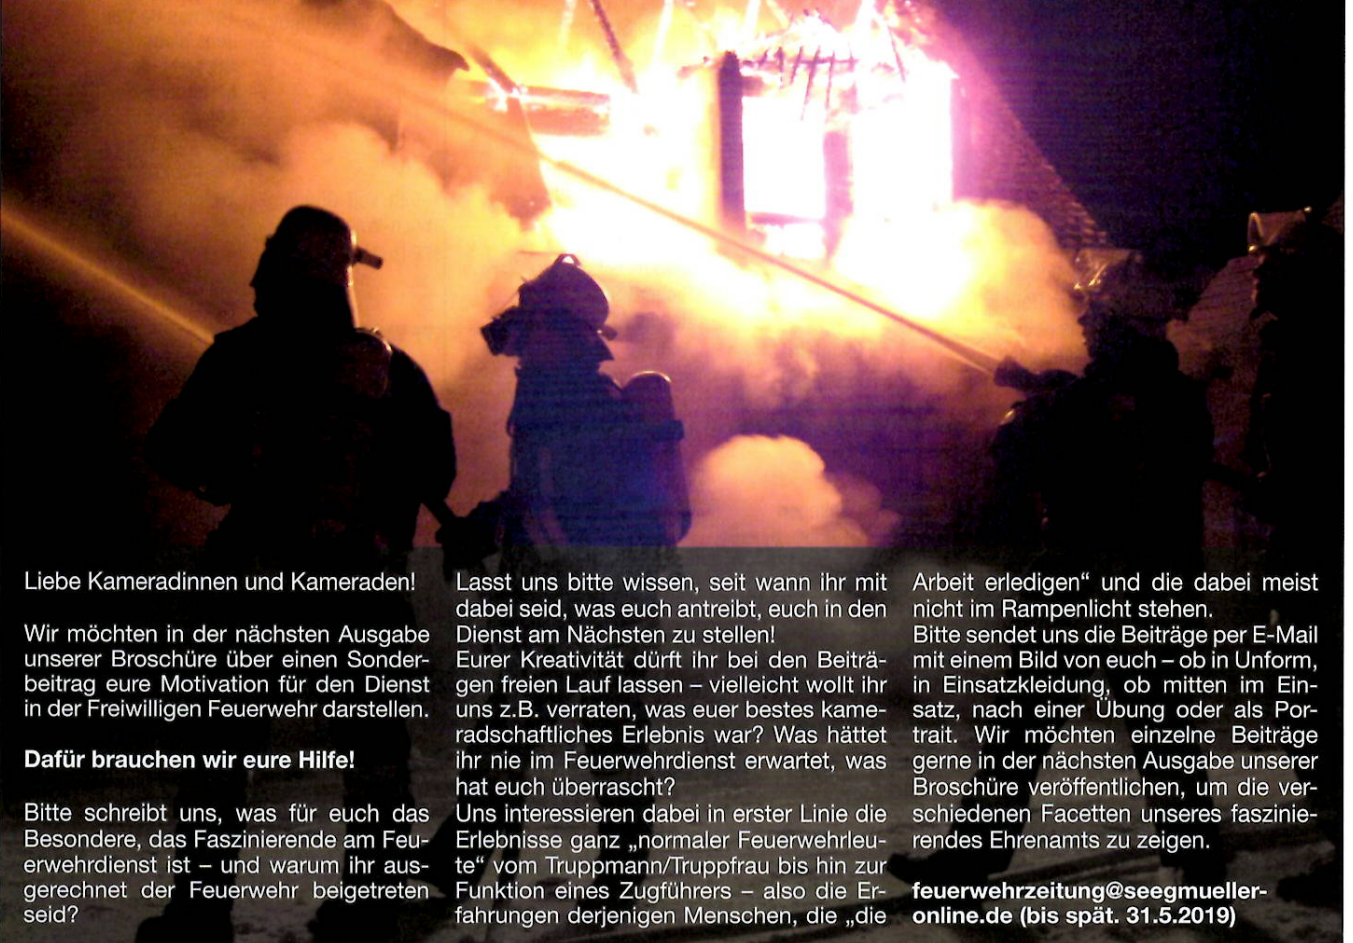 Liebe Kameradinnen und Kameraden!
Wir möchten in der nächsten Ausgabe
unserer Broschüre über einen Sonder-
beitrag eure Motivation für den Dienst
in der Freiwilligen Feuerwehr darstellen.
Dafür brauchen wir eure Hilfe!
Bitte schreibt uns, was für euch das
Besondere, das Faszinierende am Feu-
erwehrdienst ist – und warum ihr aus-
gerechnet der Feuerwehr beigetreten
seid?
Lasst uns bitte wissen, seit wann ihr mit
dabei seid, was euch antreibt, euch in den
Dienst am Nächsten zu stellen!
Eurer Kreativität dürft ihr bei den Beiträ-
gen freien Lauf lassen – vielleicht wollt ihr
uns z.B. verraten, was euer bestes kame-
radschaftliches Erlebnis war? Was hättet
ihr nie im Feuerwehrdienst erwartet, was
hat euch überrascht?
Uns interessieren dabei in erster Linie die
Erlebnisse ganz „normaler Feuerwehrleu-
te“ vom Truppmann/Truppfrau bis hin zur
Funktion eines Zugführers – also die Er-
fahrungen derjenigen Menschen, die „die
Arbeit erledigen“ und die dabei meist
nicht im Rampenlicht stehen.
Bitte sendet uns die Beiträge per E-Mail
mit einem Bild von euch – ob in Unform,
in Einsatzkleidung, ob mitten im Ein-
satz, nach einer Übung oder als Por-
trait. Wir möchten einzelne Beiträge
gerne in der nächsten Ausgabe unserer
Broschüre veröffentlichen, um die ver-
schiedenen Facetten unseres faszinie-
rendes Ehrenamts zu zeigen.
feuerwehrzeitung@seegmueller-
online.de (bis spät. 31.5.2019)